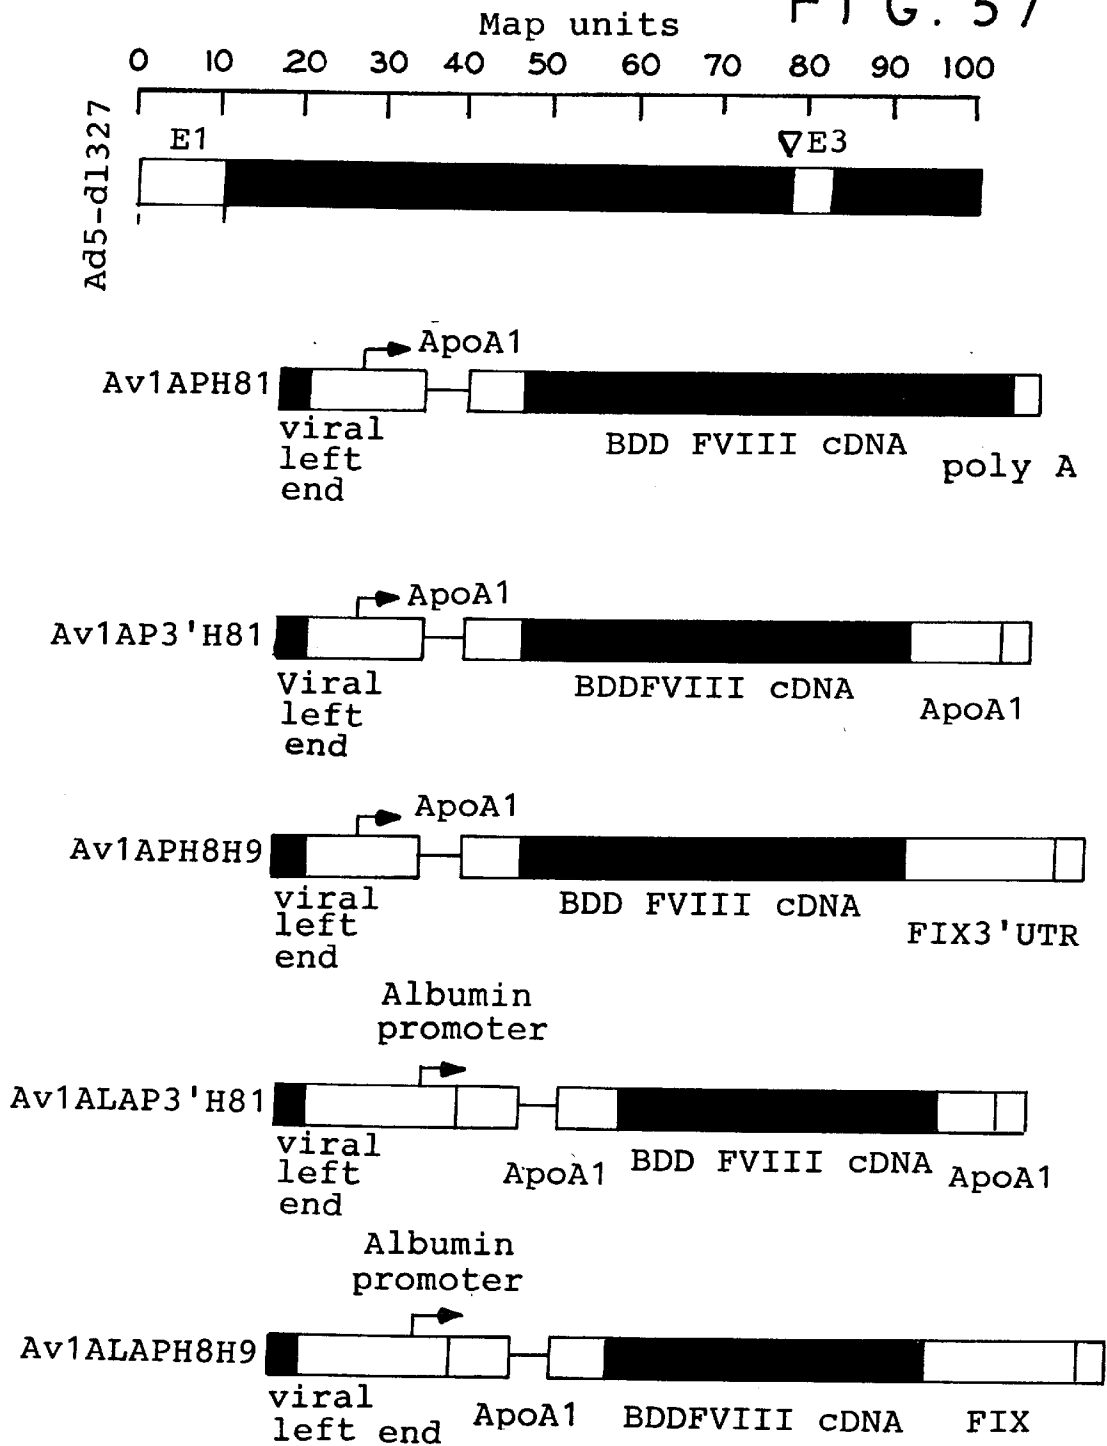 FIG. 57
Map units
0 10 20 30 40 50 60 70 80 90 100
Ad5-dl327
E1
E3
ApoA1
Av1APH81
viral
left
end
BDD FVIII cDNA
poly A
ApoA1
Av1AP3'H81
Viral
left
end
BDDFVIII cDNA
ApoA1
ApoA1
Av1APH8H9
viral
left
end
BDD FVIII cDNA
FIX3'UTR
Albumin
promoter
Av1ALAP3'H81
viral
left
end
ApoA1
BDD FVIII cDNA
ApoA1
Albumin
promoter
Av1ALAPH8H9
viral
left end
ApoA1
BDDFVIII cDNA
FIX